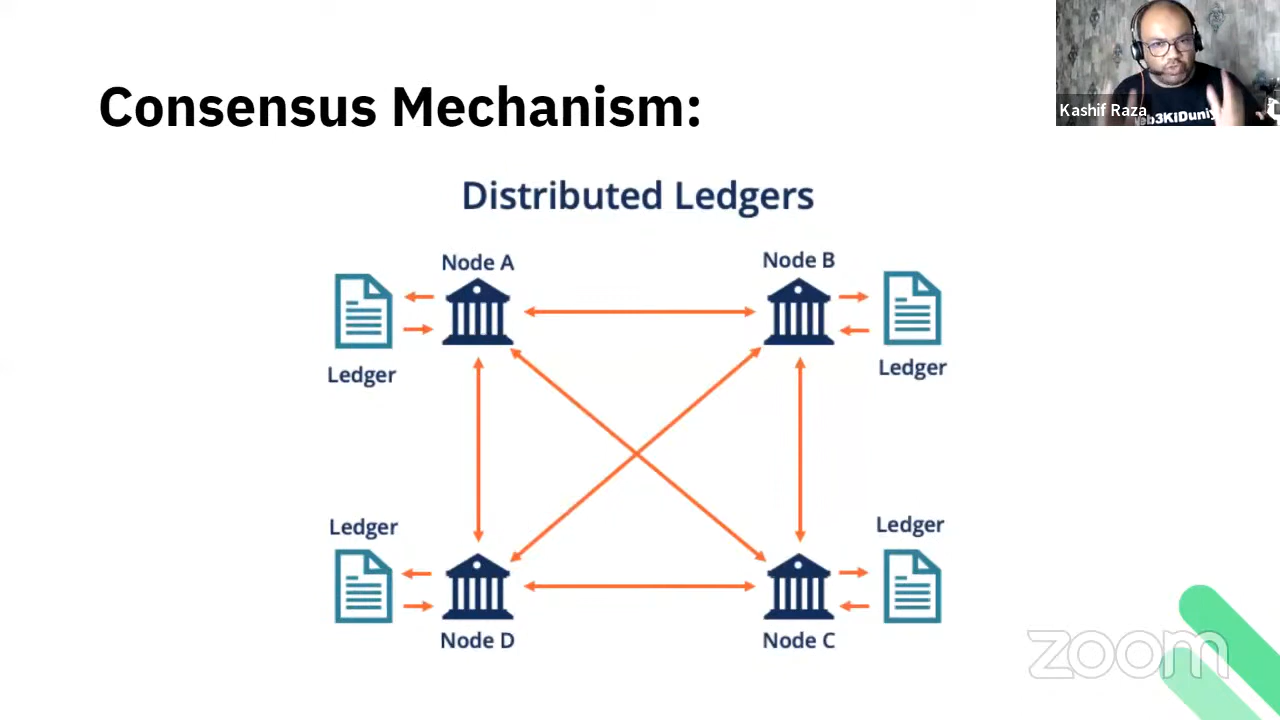 Consensus Mechanism:
Kashif Raza
Distributed Ledgers
Node A
Node B
Ledger
Ledger
Ledger
Ledger
Node D
Node C
zoom